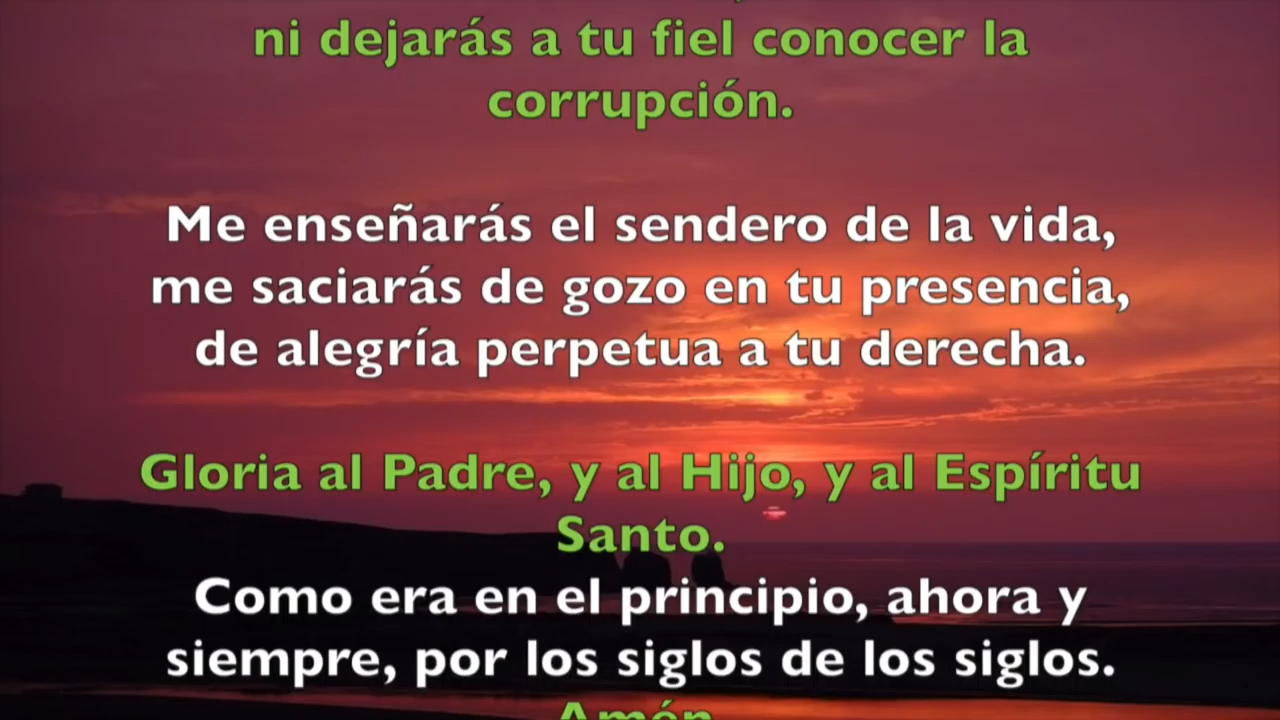 ni dejarás a tu fiel conocer la
corrupción.
Me enseñarás el sendero de la vida,
me saciarás de gozo en tu presencia,
de alegría perpetua a tu derecha.
Gloria al Padre, y al Hijo, y al Espíritu
Santo.
Como era en el principio, ahora y
siempre, por los siglos de los siglos.
Amén